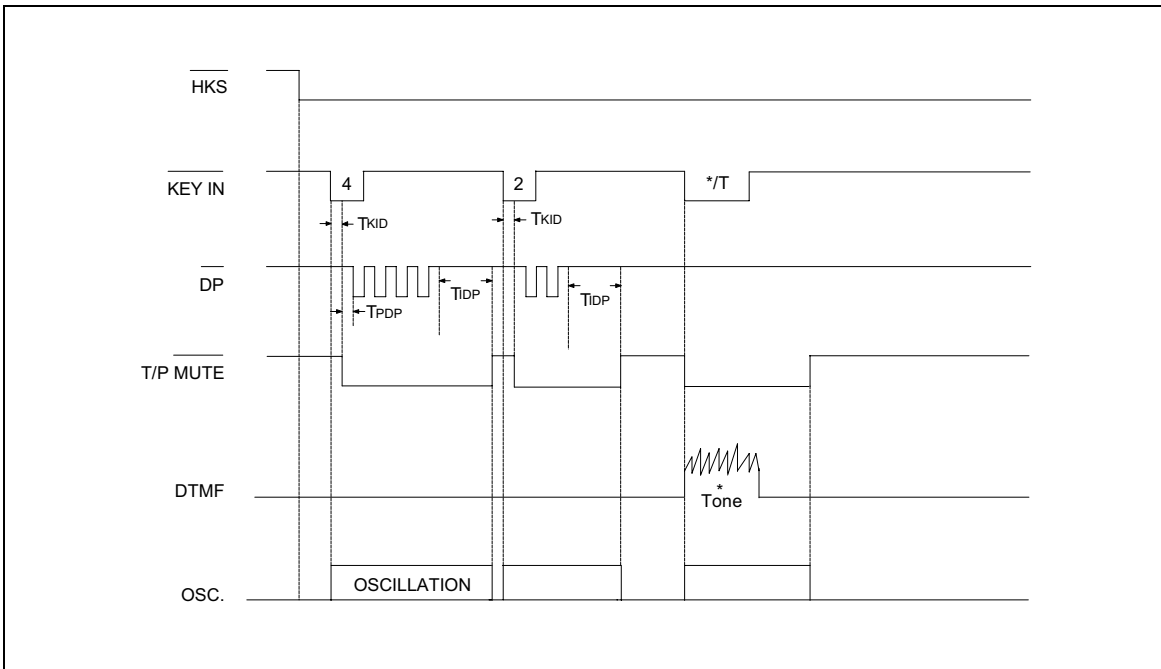 HKS
KEY IN
4
2
*/T
TKID
TKID
DP
TPDP
TIDP
TIDP
T/P MUTE
DTMF
*
Tone
OSC.
OSCILLATION